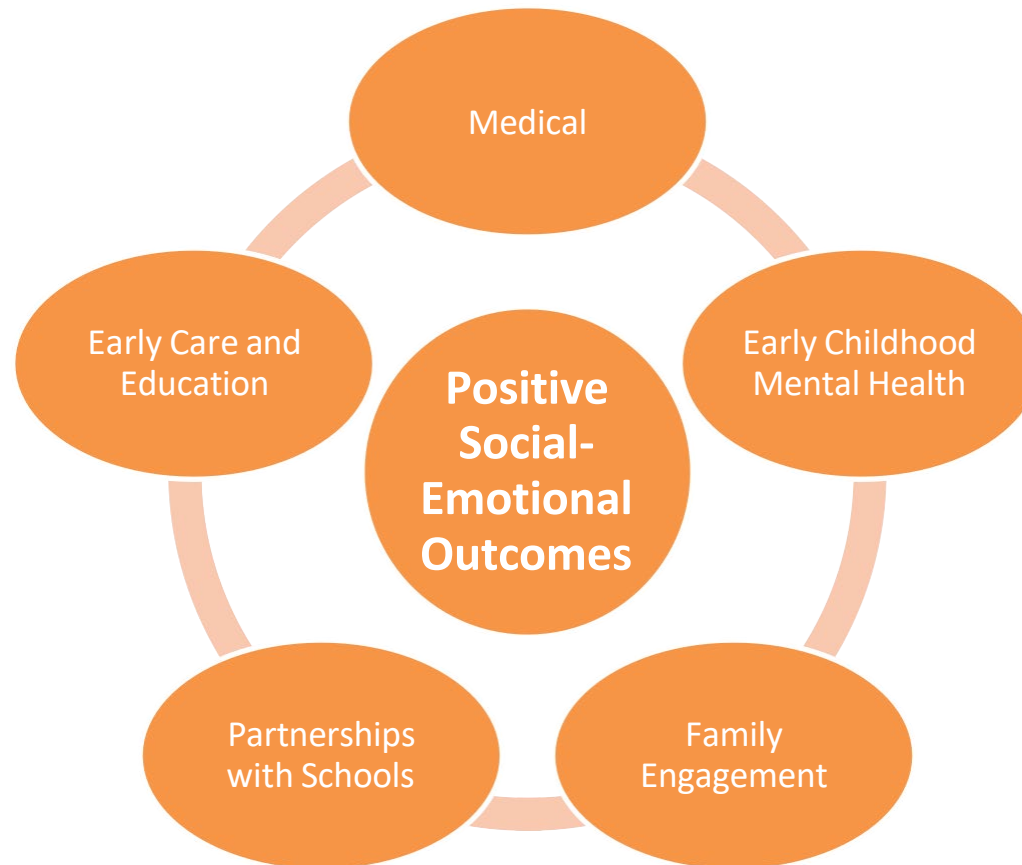 Medical
Early Care and
Education
Early Childhood
Mental Health
Positive
Social-
Emotional
Outcomes
Partnerships
with Schools
Family
Engagement